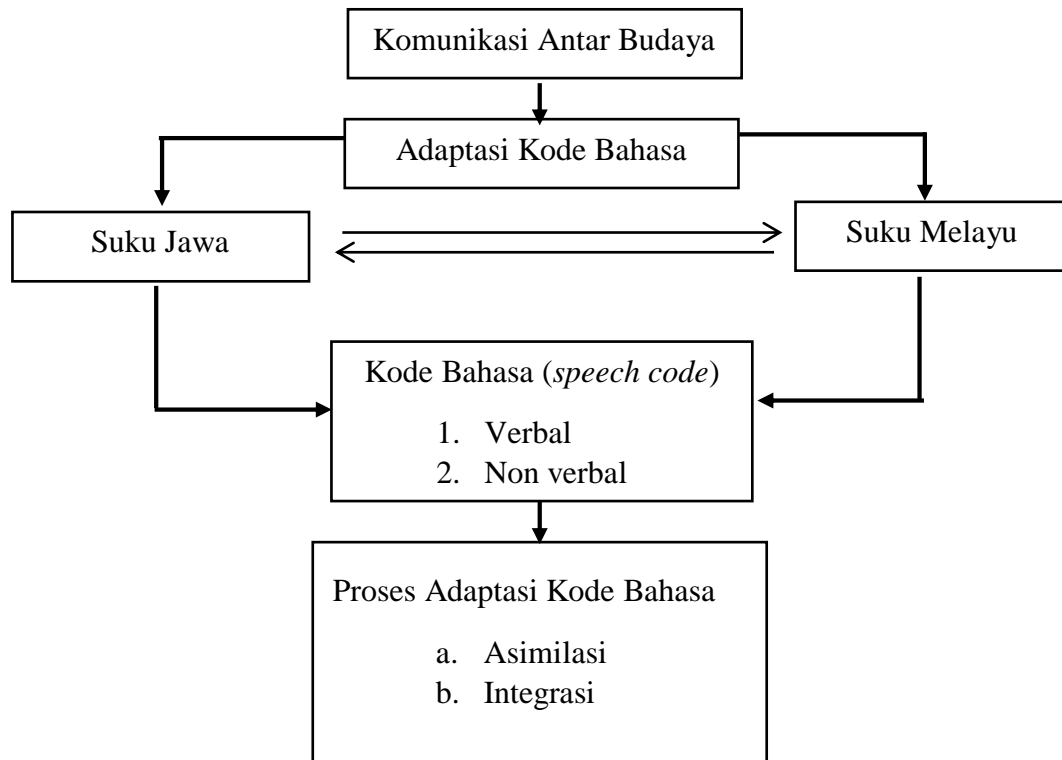 Komunikasi Antar Budaya
Adaptasi Kode Bahasa
Suku Jawa
Suku Melayu
Kode Bahasa (speech code)
1. Verbal
2. Non verbal
Proses Adaptasi Kode Bahasa
a. Asimilasi
b. Integrasi